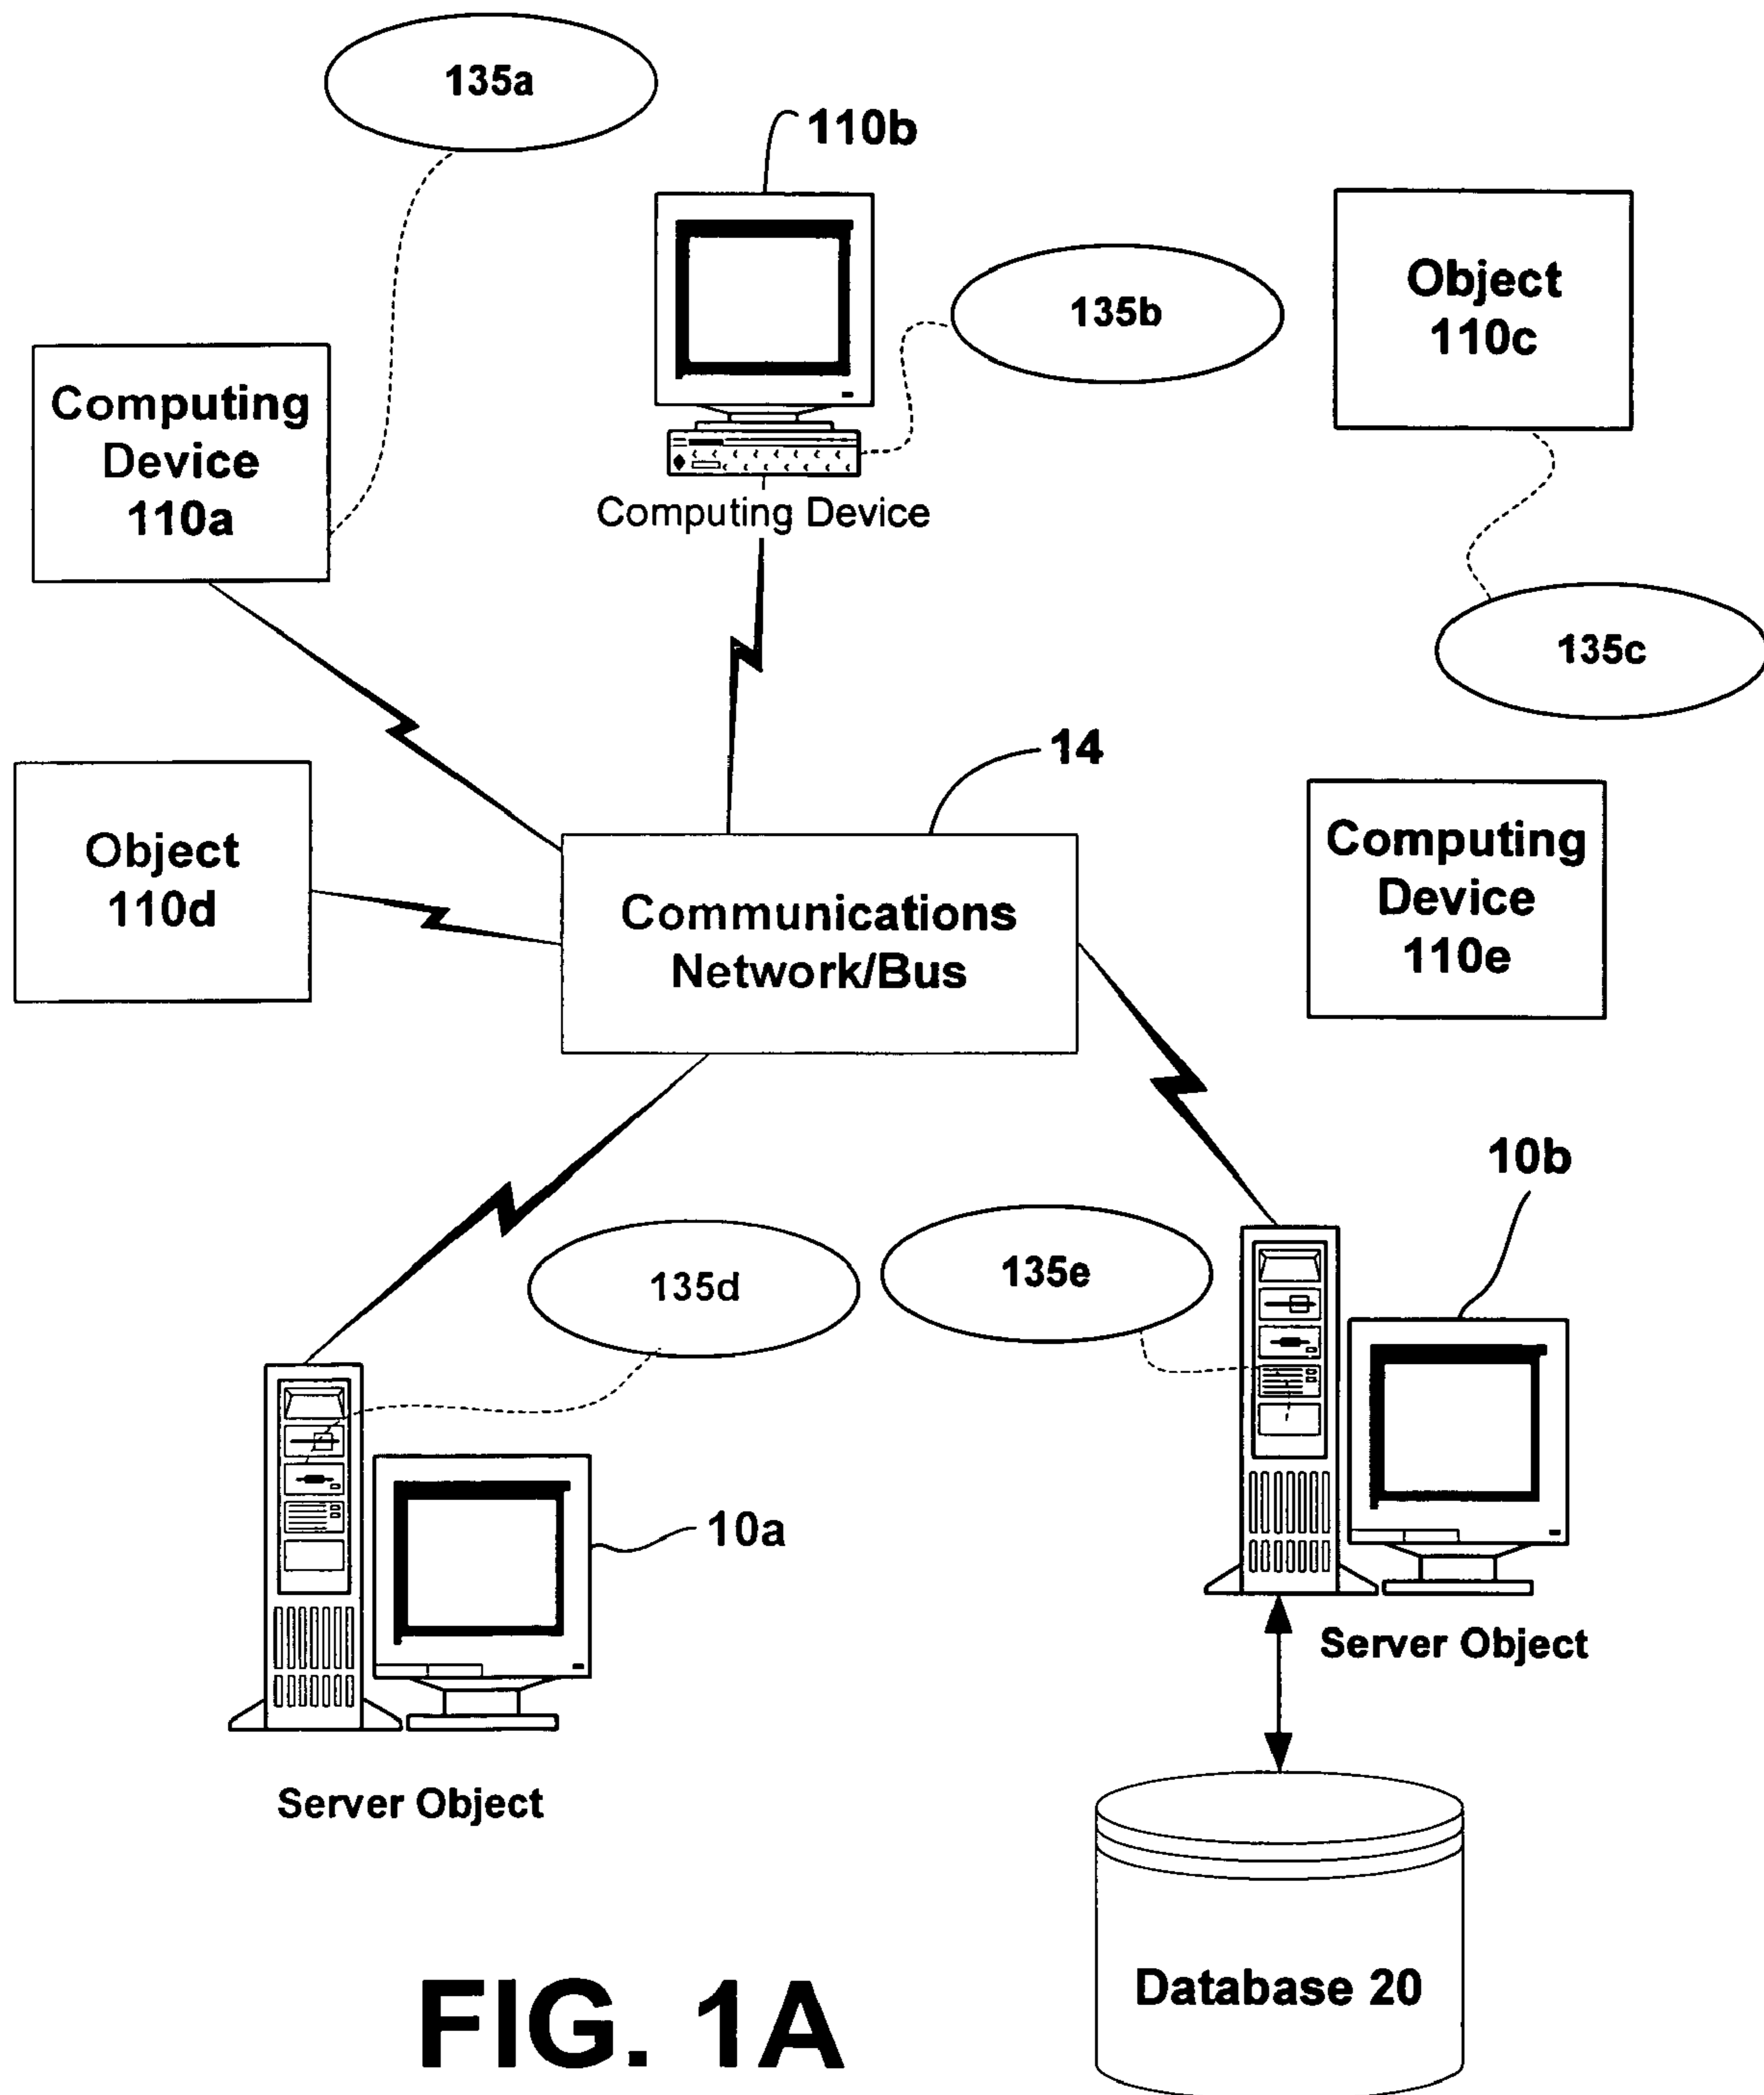 135a
110b
Object
110c
135b
Computing
Device
110a
Computing Device
135c
14
Object
110d
Communications
Network/Bus
Computing
Device
110e
10b
135d
135e
10a
Server Object
Server Object
Database 20
FIG. 1A